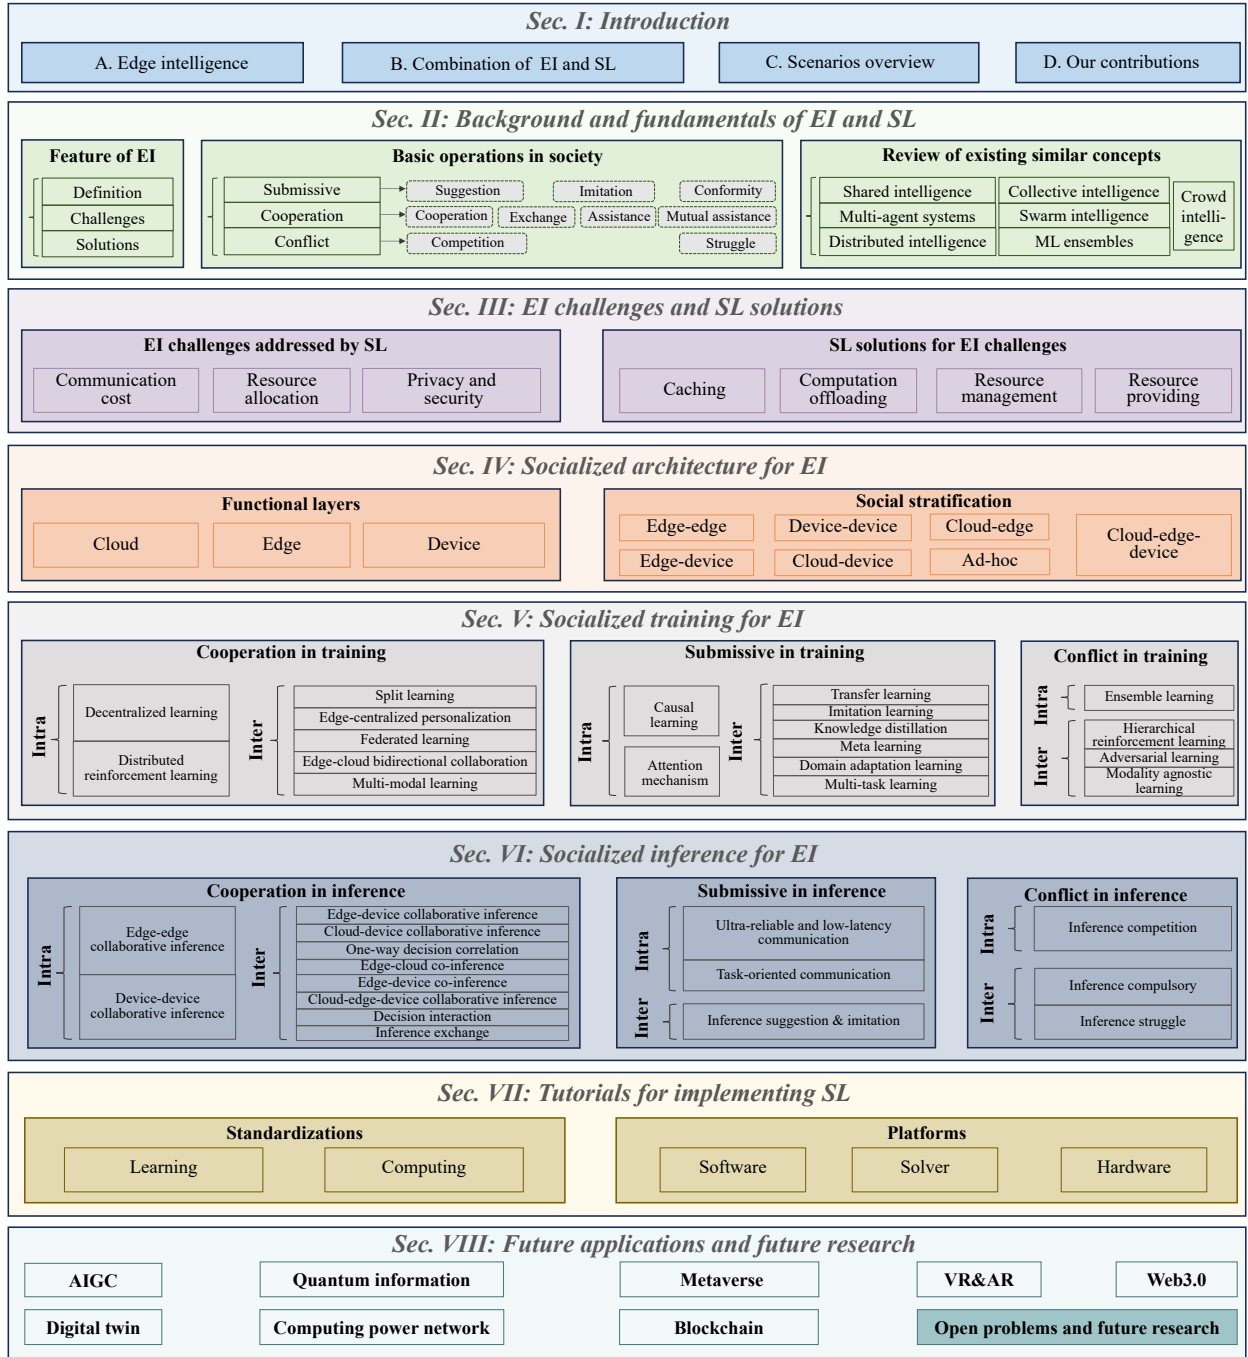 Sec. I: Introduction
A. Edge intelligence
B. Combination of EI and SL
C. Scenarios overview
D. Our contributions
Sec. II: Background and fundamentals of EI and SL
Feature of EI
Definition
Challenges
Solutions
Basic operations in society
Submissive
Suggestion
Imitation
Conformity
Cooperation
Cooperation
Exchange
Assistance
Mutual assistance
Conflict
Competition
Struggle
Review of existing similar concepts
Shared intelligence
Multi-agent systems
Distributed intelligence
Collective intelligence
Swarm intelligence
ML ensembles
Crowd
intelli-
gence
Sec. III: EI challenges and SL solutions
EI challenges addressed by SL
Communication
cost
Resource
allocation
Privacy and
security
SL solutions for EI challenges
Caching
Computation
offloading
Resource
management
Resource
providing
Sec. IV: Socialized architecture for EI
Functional layers
Cloud
Edge
Device
Social stratification
Edge-edge
Device-device
Cloud-edge
Edge-device
Cloud-device
Ad-hoc
Cloud-edge-
device
Sec. V: Socialized training for EI
Cooperation in training
Intra
Decentralized learning
Distributed
reinforcement learning
Inter
Split learning
Edge-centralized personalization
Federated learning
Edge-cloud bidirectional collaboration
Multi-modal learning
Submissive in training
Intra
Causal
learning
Attention
mechanism
Inter
Transfer learning
Imitation learning
Knowledge distillation
Meta learning
Domain adaptation learning
Multi-task learning
Conflict in training
Intra
Ensemble learning
Inter
Hierarchical
reinforcement learning
Adversarial learning
Modality agnostic
learning
Sec. VI: Socialized inference for EI
Cooperation in inference
Intra
Edge-edge
collaborative inference
Device-device
collaborative inference
Inter
Edge-device collaborative inference
Cloud-device collaborative inference
One-way decision correlation
Edge-cloud co-inference
Edge-device co-inference
Cloud-edge-device collaborative inference
Decision interaction
Inference exchange
Submissive in inference
Intra
Ultra-reliable and low-latency
communication
Task-oriented communication
Inter
Inference suggestion & imitation
Conflict in inference
Intra
Inference competition
Inter
Inference compulsory
Inference struggle
Sec. VII: Tutorials for implementing SL
Standardizations
Learning
Computing
Platforms
Software
Solver
Hardware
Sec. VIII: Future applications and future research
AIGC
Quantum information
Metaverse
VR&AR
Web3.0
Digital twin
Computing power network
Blockchain
Open problems and future research